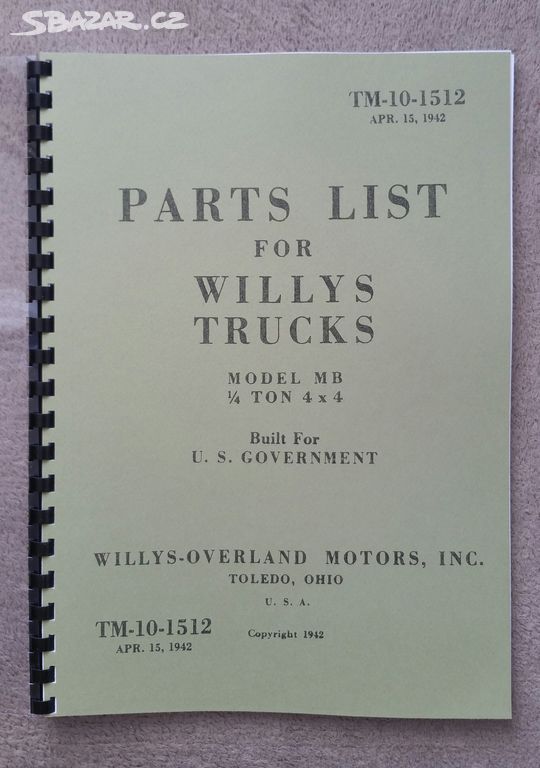 SBAZAR.CZ
TM-10-1512
APR. 15, 1942
PARTS LIST
FOR
WILLYS
TRUCKS
MODEL MB
¼ TON 4 x 4
Built For
U. S. GOVERNMENT
WILLYS-OVERLAND MOTORS, INC.
TOLEDO, OHIO
U. S. A.
TM-10-1512
APR. 15, 1942
Copyright 1942